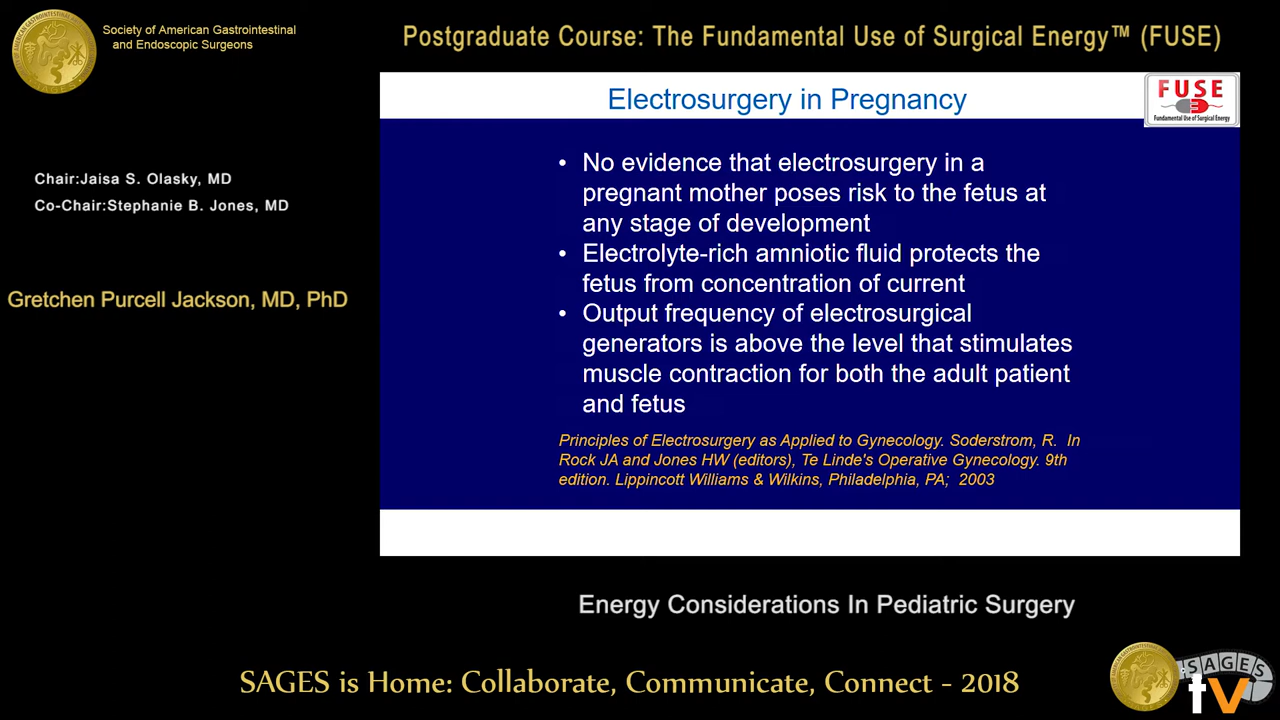 Society of American Gastrointestinal
and Endoscopic Surgeons
Postgraduate Course: The Fundamental Use of Surgical Energy™ (FUSE)
Chair:Jaisa S. Olasky, MD
Co-Chair:Stephanie B. Jones, MD
Gretchen Purcell Jackson, MD, PhD
Electrosurgery in Pregnancy
FUSE
Fundamental Use of Surgical Energy
• No evidence that electrosurgery in a
pregnant mother poses risk to the fetus at
any stage of development
• Electrolyte-rich amniotic fluid protects the
fetus from concentration of current
• Output frequency of electrosurgical
generators is above the level that stimulates
muscle contraction for both the adult patient
and fetus
Principles of Electrosurgery as Applied to Gynecology. Soderstrom, R. In
Rock JA and Jones HW (editors), Te Linde's Operative Gynecology. 9th
edition. Lippincott Williams & Wilkins, Philadelphia, PA; 2003
Energy Considerations In Pediatric Surgery
SAGES is Home: Collaborate, Communicate, Connect - 2018
SAGES
tv